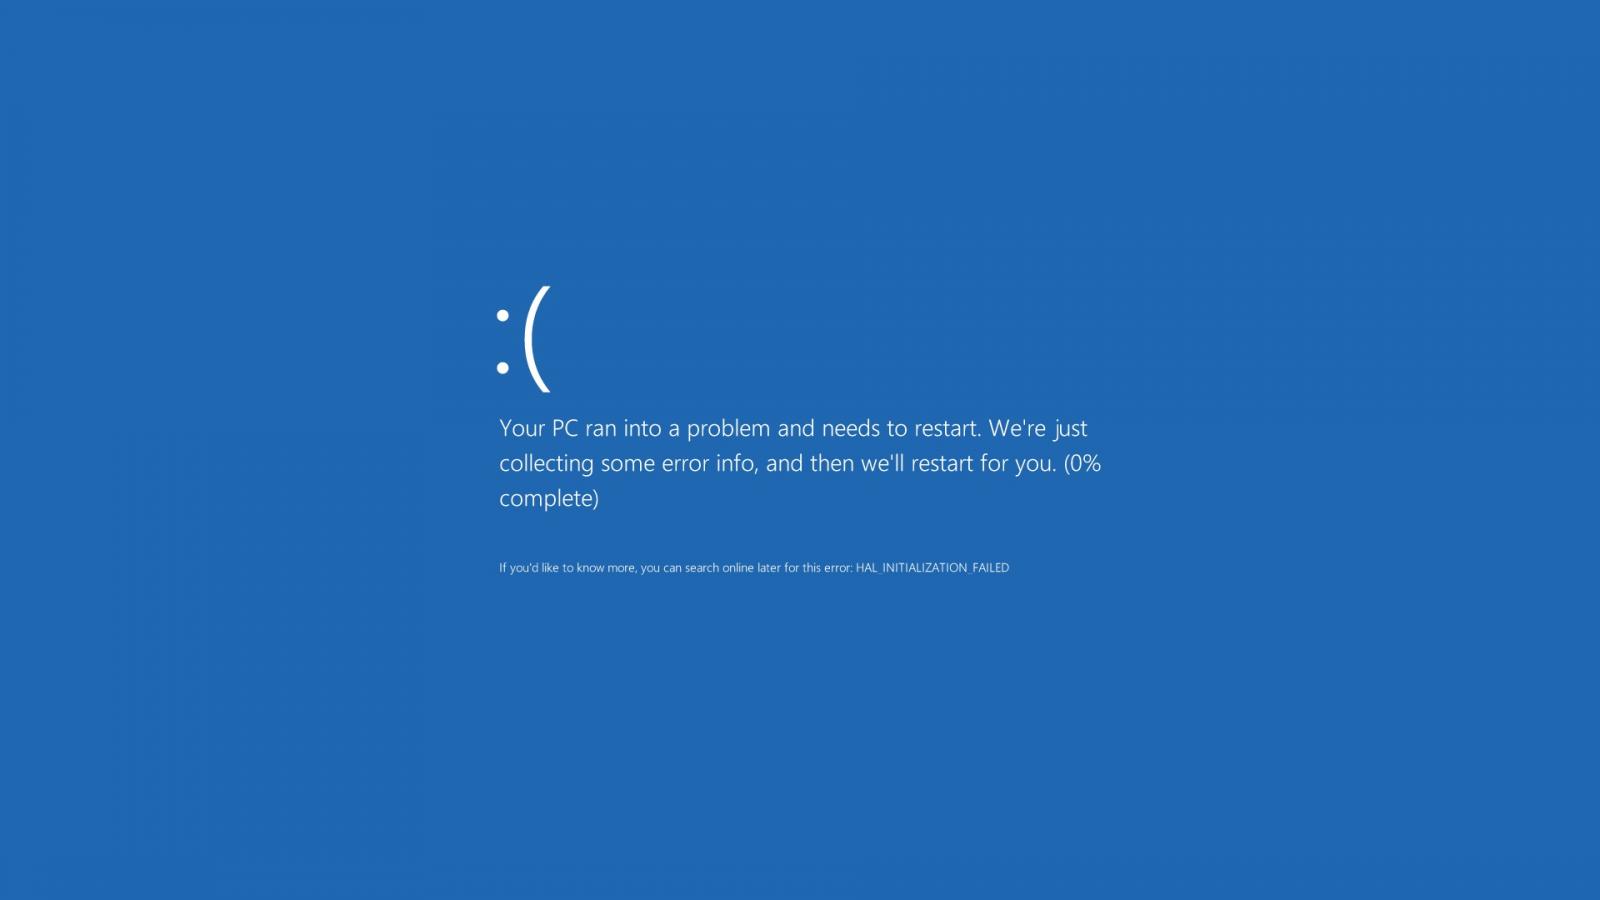 :(
Your PC ran into a problem and needs to restart. We're just
collecting some error info, and then we'll restart for you. (0%
complete)
If you'd like to know more, you can search online later for this error: HAL_INITIALIZATION_FAILED